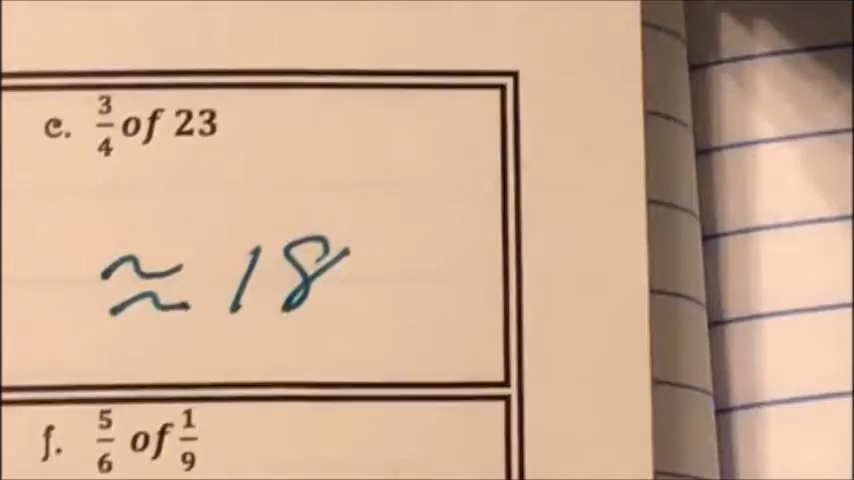 c. 3/4 of 23
≈ 18
f. 5/6 of 1/9